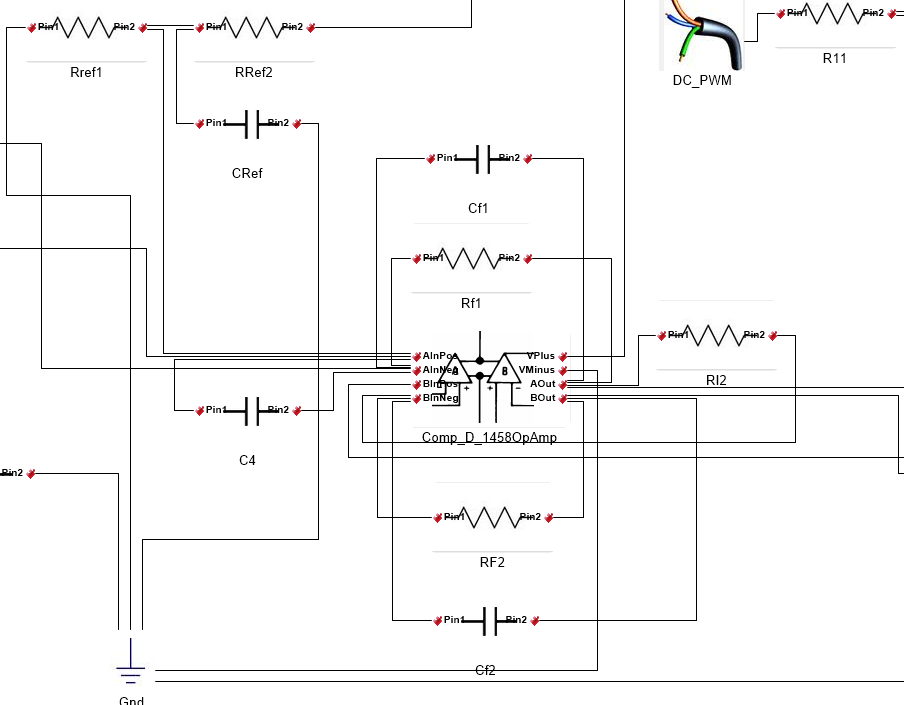 Pin1 Pin2 Pin1 Pin2 Pin1 Pin2
Rref1 RRef2 R11
DC_PWM
Pin1 Pin2
CRef
Pin1 Pin2
Cf1
Pin1 Pin2
Rf1
Pin1 Pin2
RI2
AInPos VPlus
AInNeg VMinus
BInPos AOut
BInNeg BOut
A B
+ + -
Comp_D_1458OpAmp
Pin1 Pin2
C4
Pin2
Pin1 Pin2
RF2
Pin1 Pin2
Cf2
Gnd